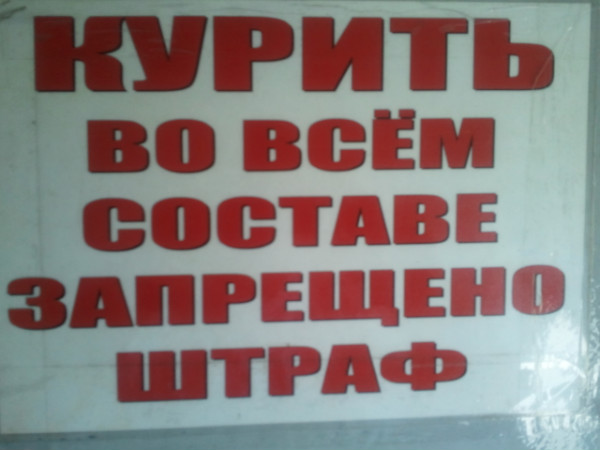 КУРИТЬ
ВО ВСЁМ
СОСТАВЕ
ЗАПРЕЩЕНО
ШТРАФ